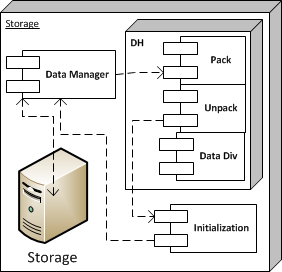 Storage
DH
Pack
Data Manager
Unpack
Data Div
Initialization
Storage